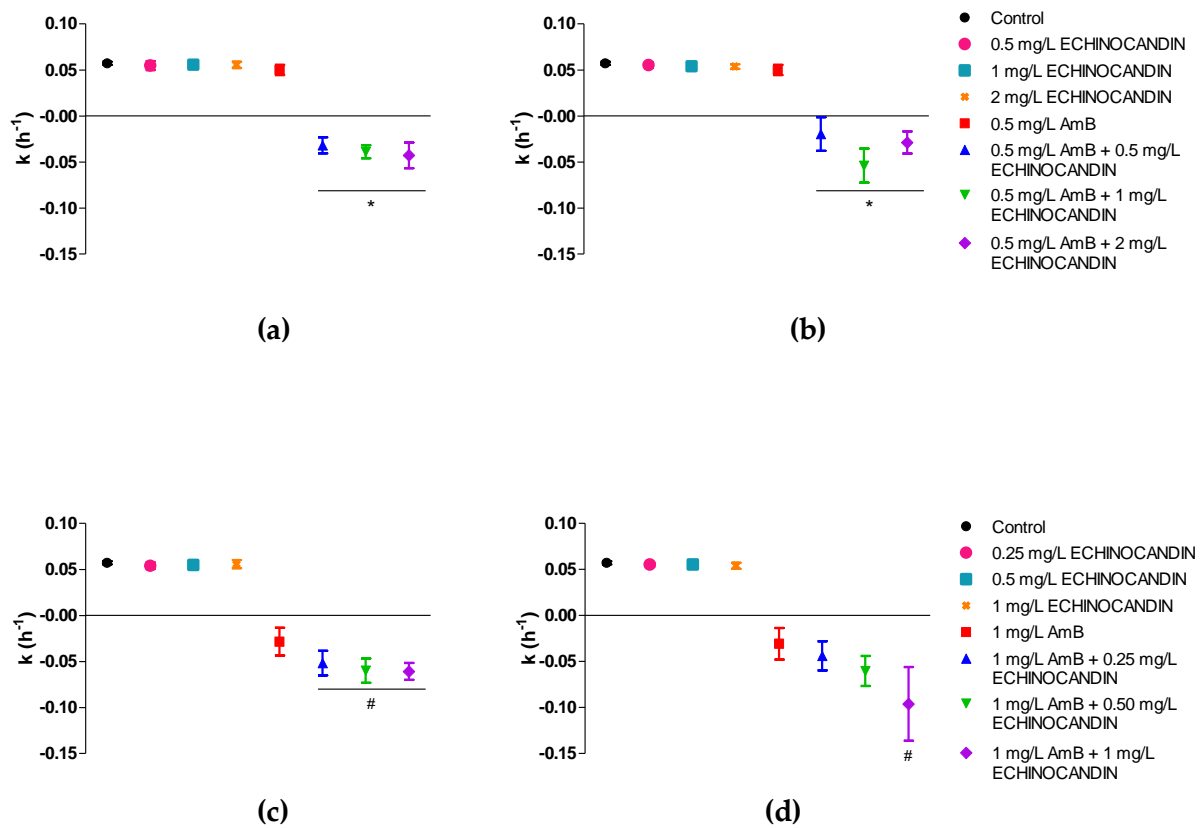 0.10
0.05
-0.00
-0.05
-0.10
-0.15
k (h⁻¹)
*
(a)
0.10
0.05
-0.00
-0.05
-0.10
-0.15
k (h⁻¹)
*
(b)
Control
0.5 mg/L ECHINOCANDIN
1 mg/L ECHINOCANDIN
2 mg/L ECHINOCANDIN
0.5 mg/L AmB
0.5 mg/L AmB + 0.5 mg/L
ECHINOCANDIN
0.5 mg/L AmB + 1 mg/L
ECHINOCANDIN
0.5 mg/L AmB + 2 mg/L
ECHINOCANDIN
0.10
0.05
-0.00
-0.05
-0.10
-0.15
k (h⁻¹)
#
(c)
0.10
0.05
-0.00
-0.05
-0.10
-0.15
k (h⁻¹)
#
(d)
Control
0.25 mg/L ECHINOCANDIN
0.5 mg/L ECHINOCANDIN
1 mg/L ECHINOCANDIN
1 mg/L AmB
1 mg/L AmB + 0.25 mg/L
ECHINOCANDIN
1 mg/L AmB + 0.50 mg/L
ECHINOCANDIN
1 mg/L AmB + 1 mg/L
ECHINOCANDIN